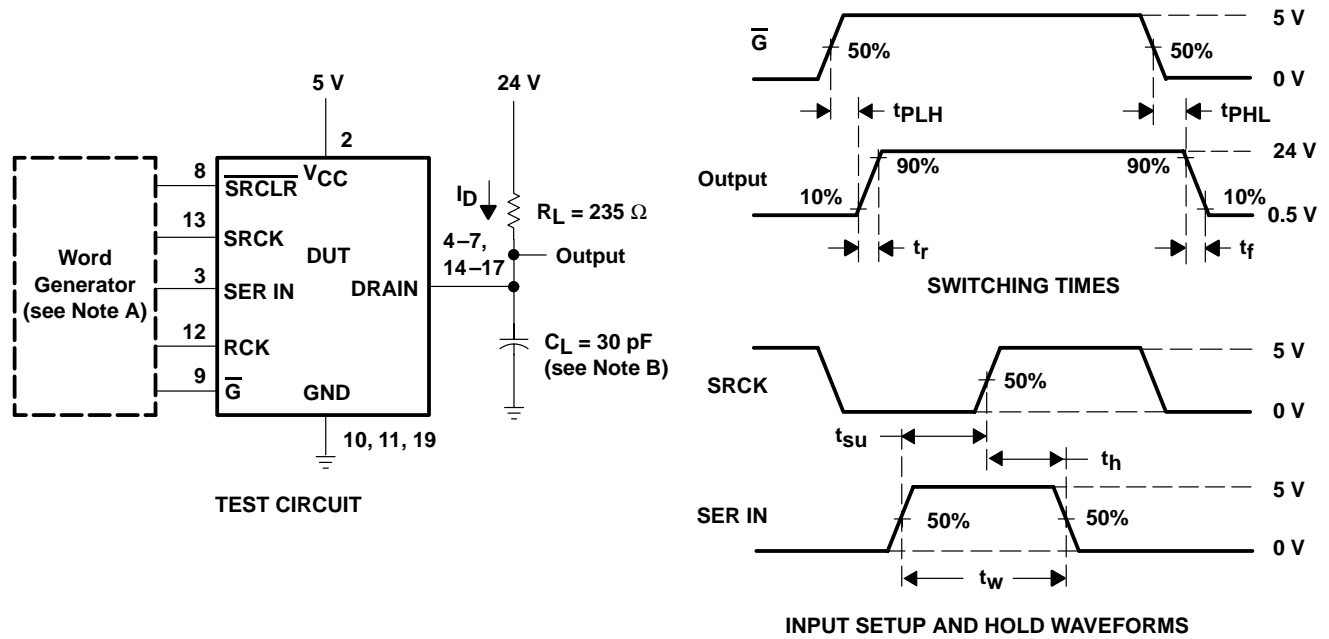 5 V
24 V
2
8
SRCLR
VCC
ID
RL = 235 Ω
13
SRCK
4–7,
14–17
Output
Word
Generator
(see Note A)
DUT
3
SER IN
DRAIN
12
RCK
CL = 30 pF
(see Note B)
9
G
GND
10, 11, 19
TEST CIRCUIT
G
50%
50%
5 V
0 V
tPLH
tPHL
Output
10%
90%
90%
10%
24 V
0.5 V
tr
tf
SWITCHING TIMES
SRCK
50%
5 V
0 V
tsu
th
SER IN
50%
50%
5 V
0 V
tw
INPUT SETUP AND HOLD WAVEFORMS